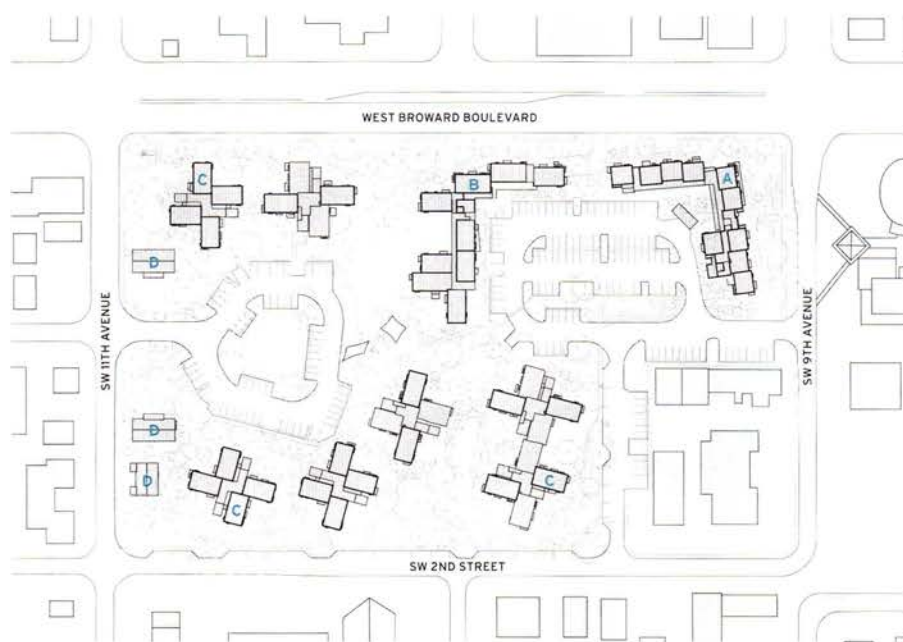 WEST BROWARD BOULEVARD
C
B
A
D
SW 11TH AVENUE
SW 9TH AVENUE
D
D
C
C
SW 2ND STREET